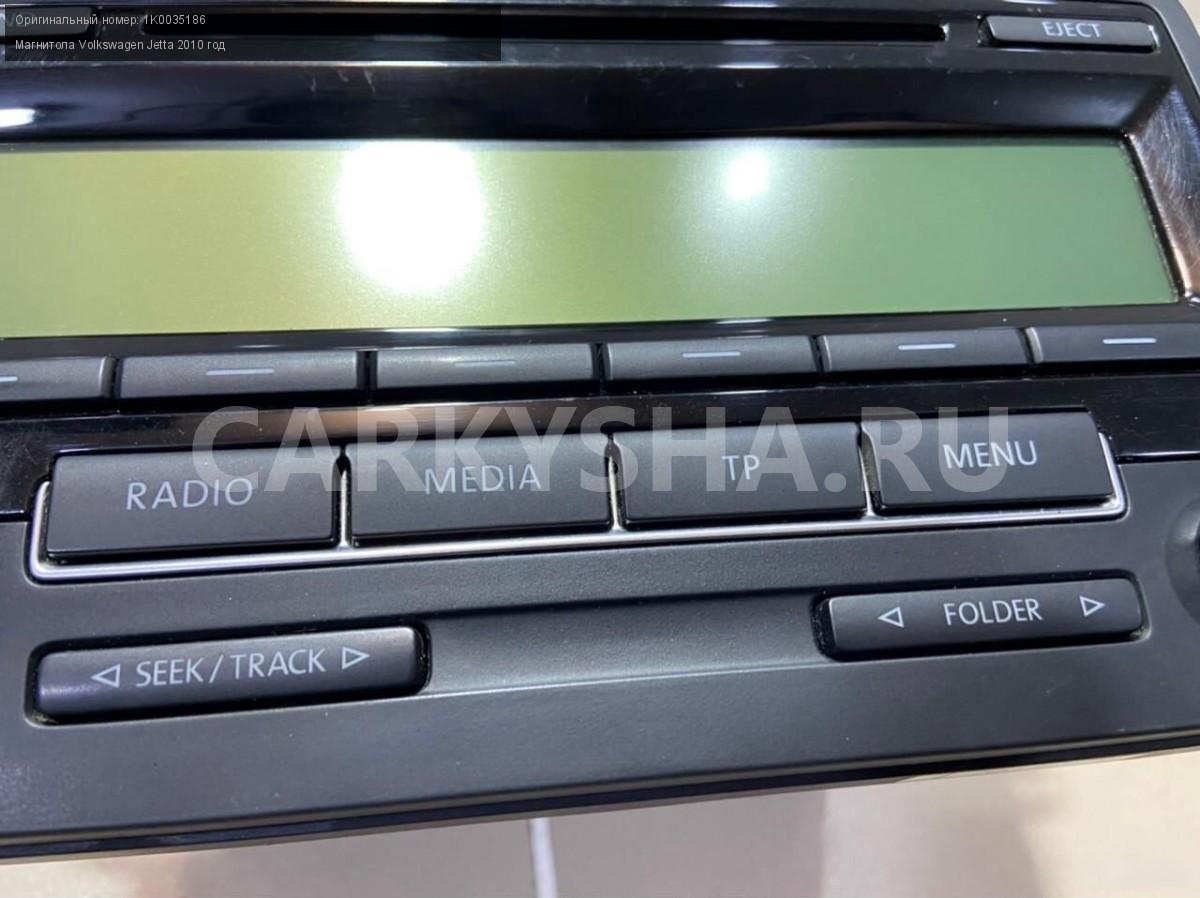 Оригинальный номер: 1K0035186
Магнитола Volkswagen Jetta 2010 год
EJECT
CARKYSHA.RU
RADIO
MEDIA
TP
MENU
FOLDER
SEEK / TRACK